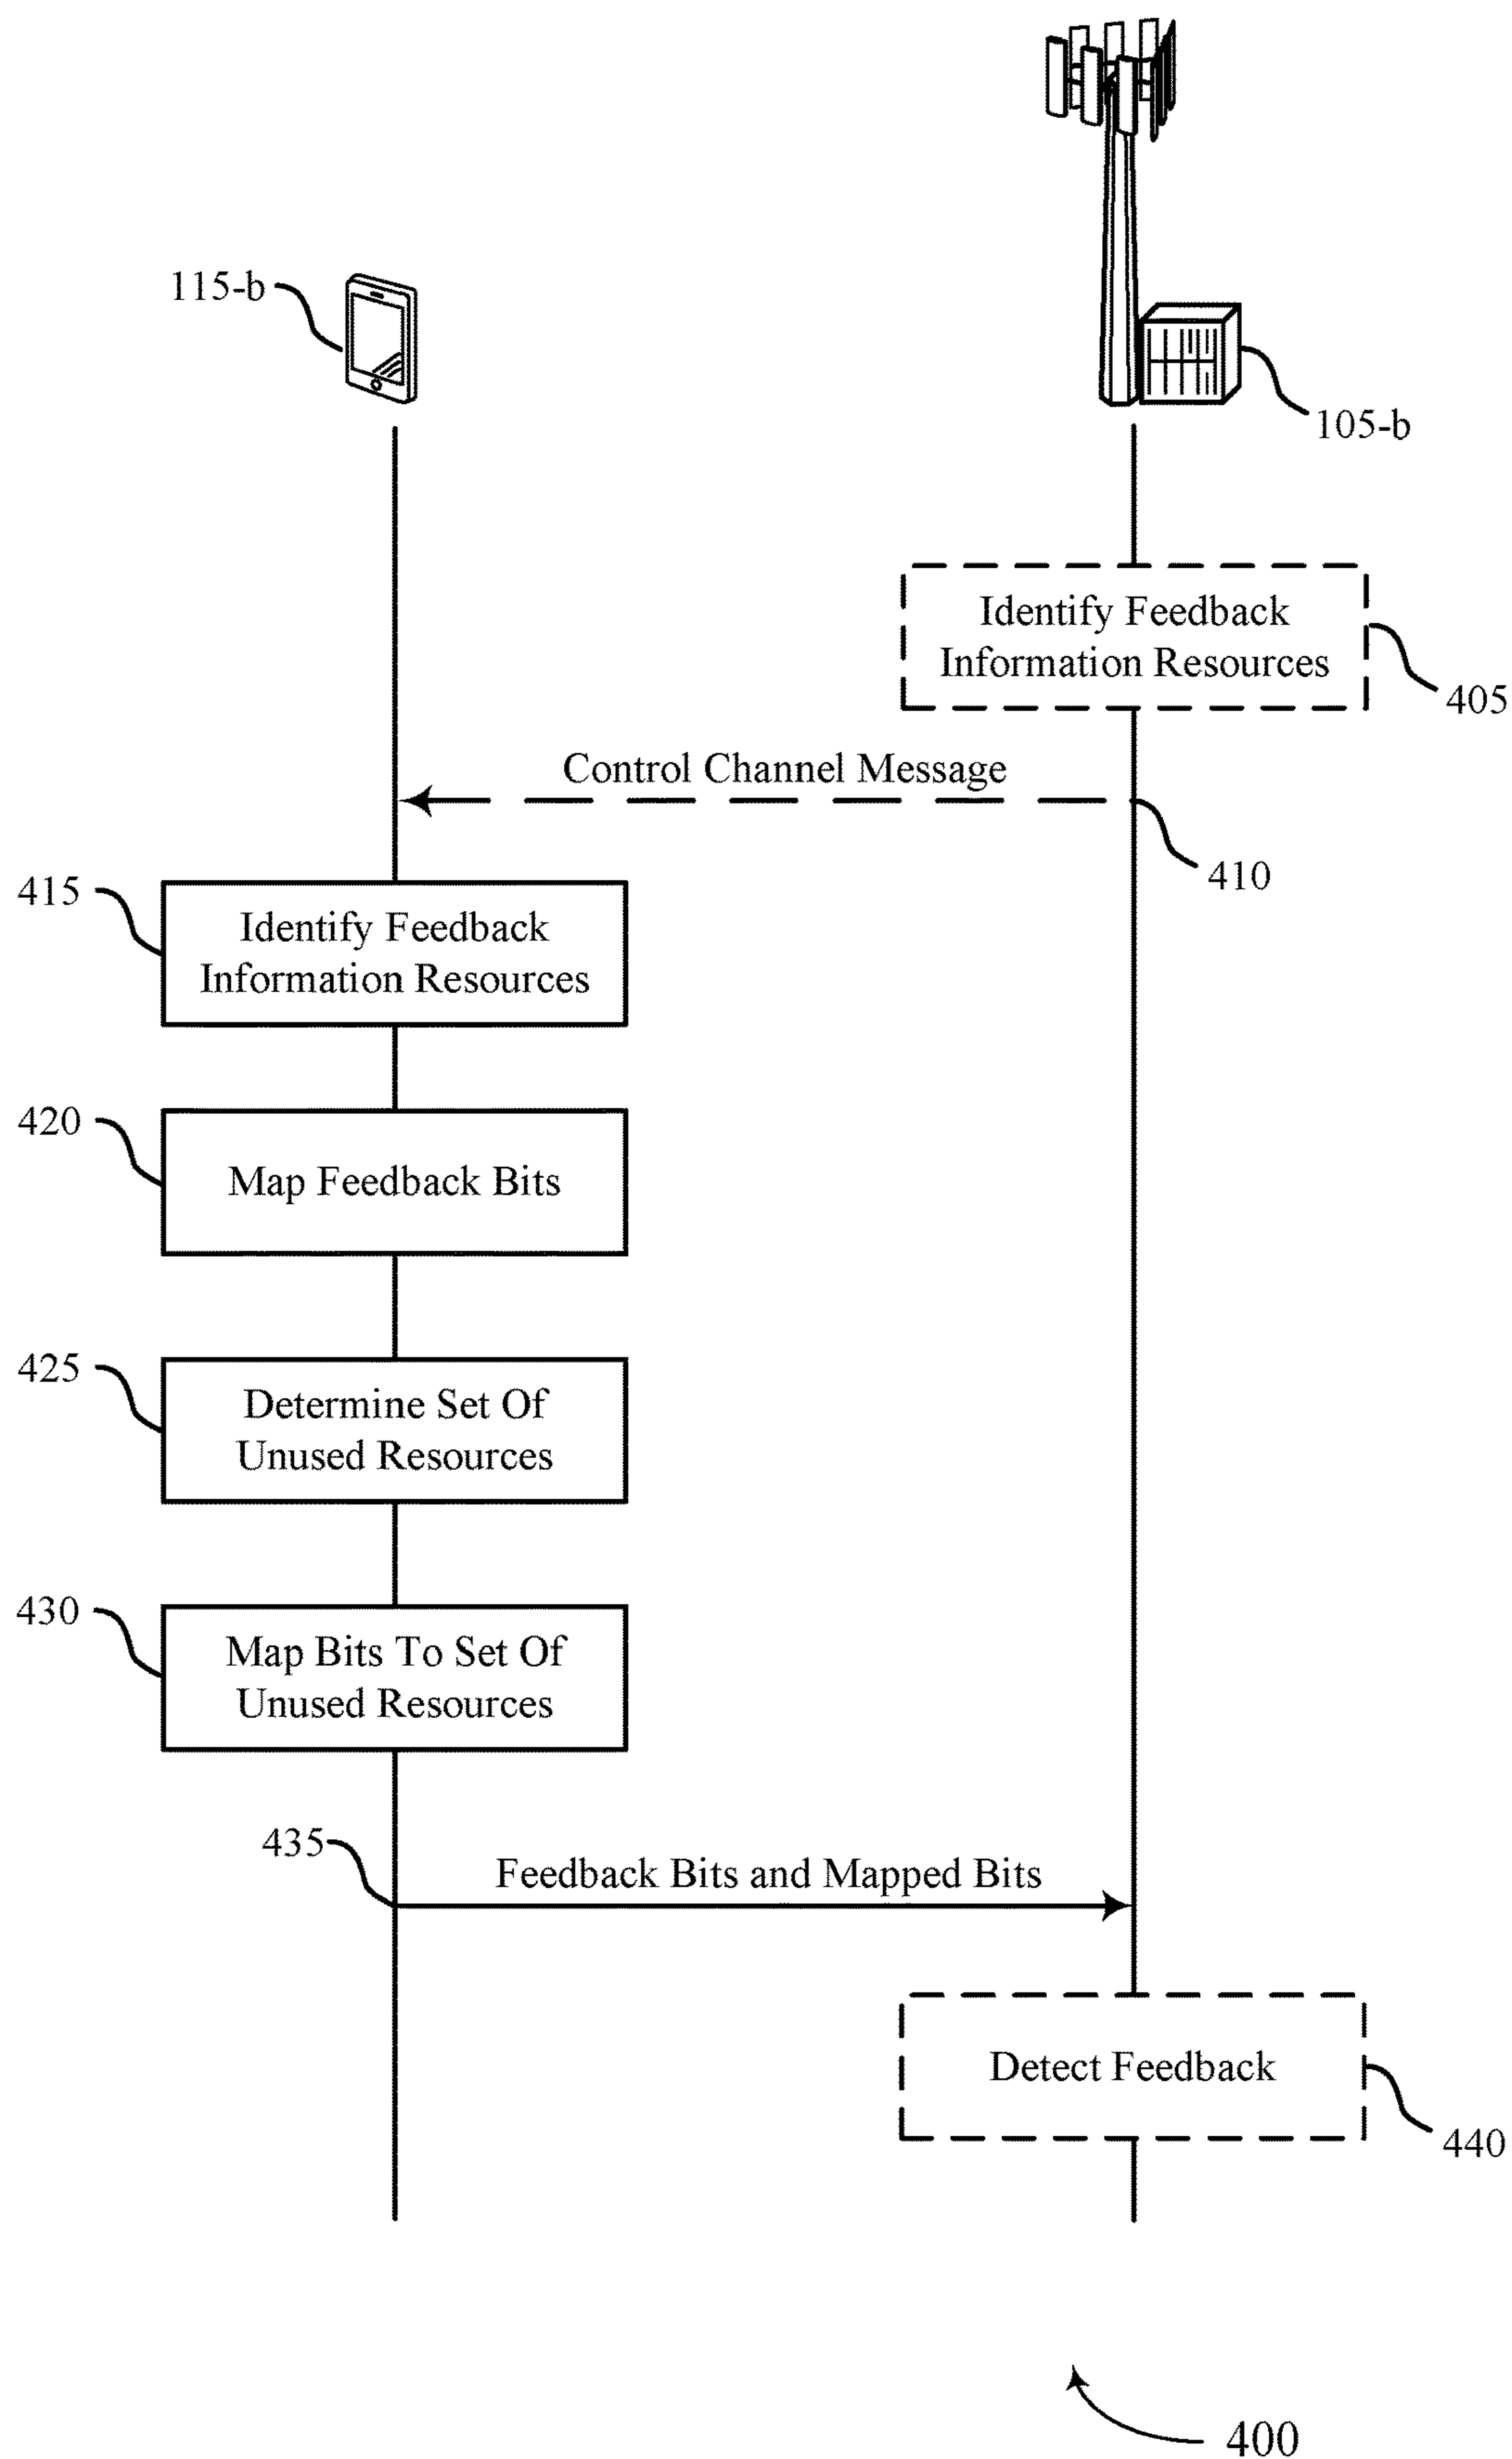 115-b
105-b
Identify Feedback
Information Resources
405
Control Channel Message
410
415
Identify Feedback
Information Resources
420
Map Feedback Bits
425
Determine Set Of
Unused Resources
430
Map Bits To Set Of
Unused Resources
435
Feedback Bits and Mapped Bits
Detect Feedback
440
400